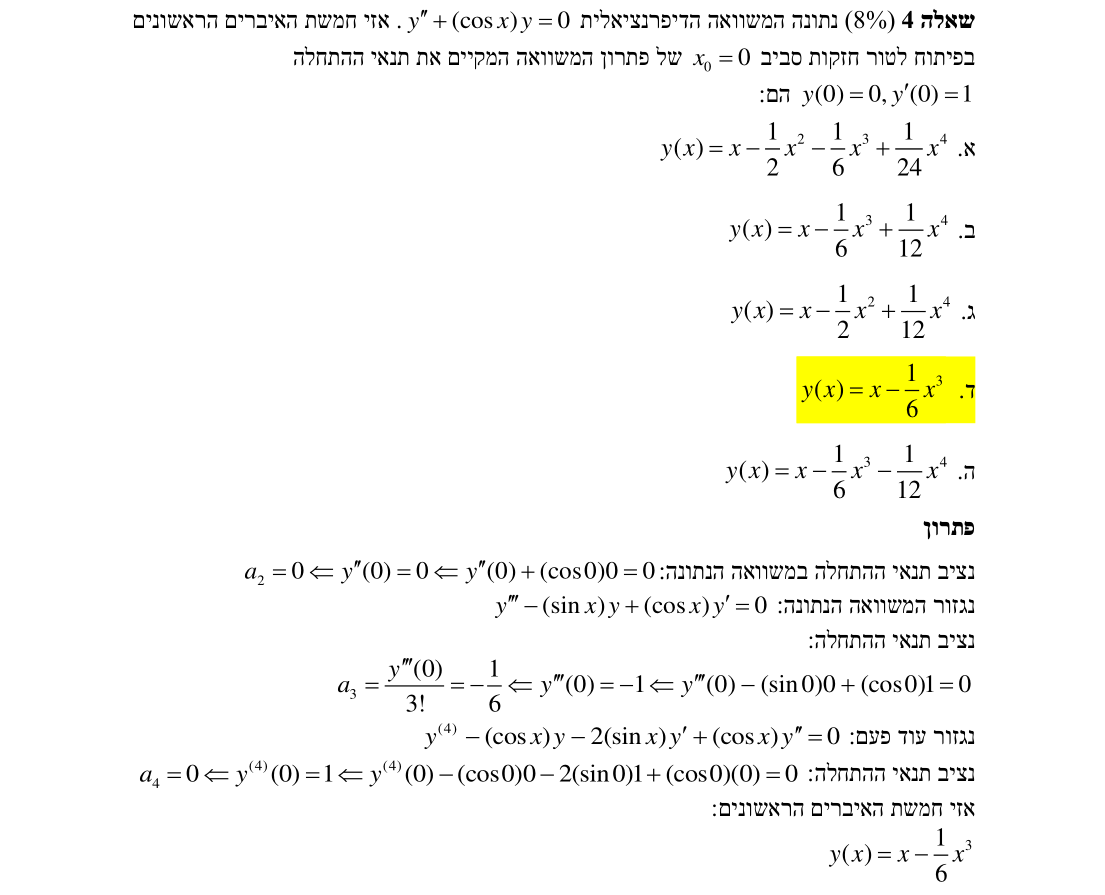 שאלה 4 (8%) נתונה המשוואה הדיפרנציאלית y″ + (cos x) y = 0 . אזי חמשת האיברים הראשונים
בפיתוח לטור חזקות סביב x₀ = 0 של פתרון המשוואה המקיים את תנאי ההתחלה
y(0) = 0, y′(0) = 1 הם:
א. y(x) = x − 1/2 x² − 1/6 x³ + 1/24 x⁴
ב. y(x) = x − 1/6 x³ + 1/12 x⁴
ג. y(x) = x − 1/2 x² + 1/12 x⁴
ד. y(x) = x − 1/6 x³
ה. y(x) = x − 1/6 x³ − 1/12 x⁴
פתרון
נציב תנאי ההתחלה במשוואה הנתונה: a₂ = 0 ⇐ y″(0) = 0 ⇐ y″(0) + (cos 0)0 = 0
נגזור המשוואה הנתונה: y‴ − (sin x) y + (cos x) y′ = 0
נציב תנאי ההתחלה:
a₃ = y‴(0)/3! = −1/6 ⇐ y‴(0) = −1 ⇐ y‴(0) − (sin 0)0 + (cos 0)1 = 0
נגזור עוד פעם: y⁽⁴⁾ − (cos x) y − 2(sin x) y′ + (cos x) y″ = 0
נציב תנאי ההתחלה: a₄ = 0 ⇐ y⁽⁴⁾(0) = 1 ⇐ y⁽⁴⁾(0) − (cos 0)0 − 2(sin 0)1 + (cos 0)(0) = 0
אזי חמשת האיברים הראשונים:
y(x) = x − 1/6 x³